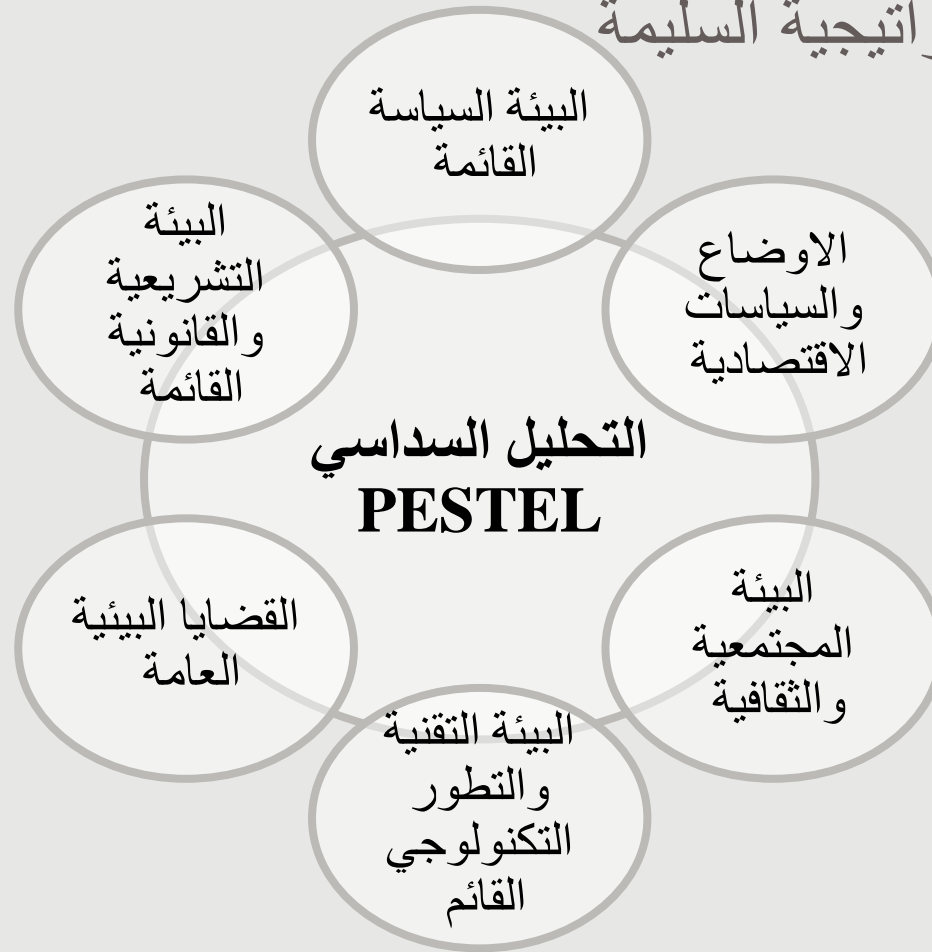 السليمة
البيئة السياسة
القائمة
الاوضاع
والسياسات
الاقتصادية
البيئة
المجتمعية
والثقافية
البيئة التقنية
والتطور
التكنولوجي
القائم
القضايا البيئية
العامة
البيئة
التشريعية
والقانونية
القائمة
التحليل السداسي
PESTEL